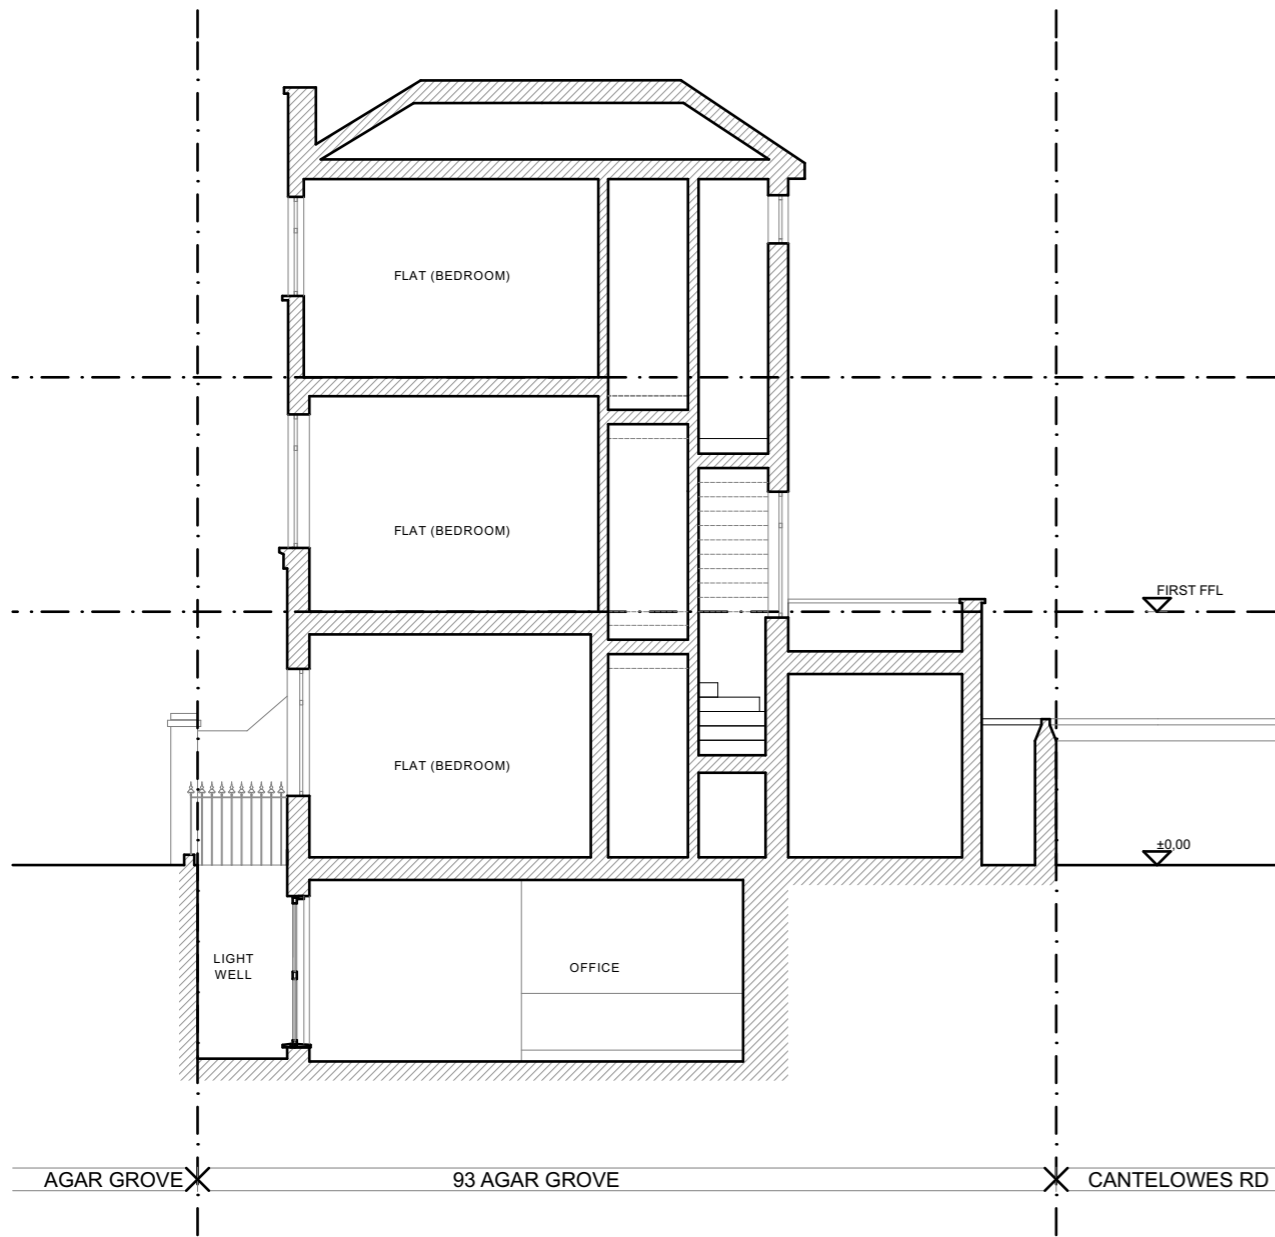 FLAT (BEDROOM)
FLAT (BEDROOM)
FIRST FFL
FLAT (BEDROOM)
±0,00
LIGHT
WELL
OFFICE
AGAR GROVE
93 AGAR GROVE
CANTELOWES RD